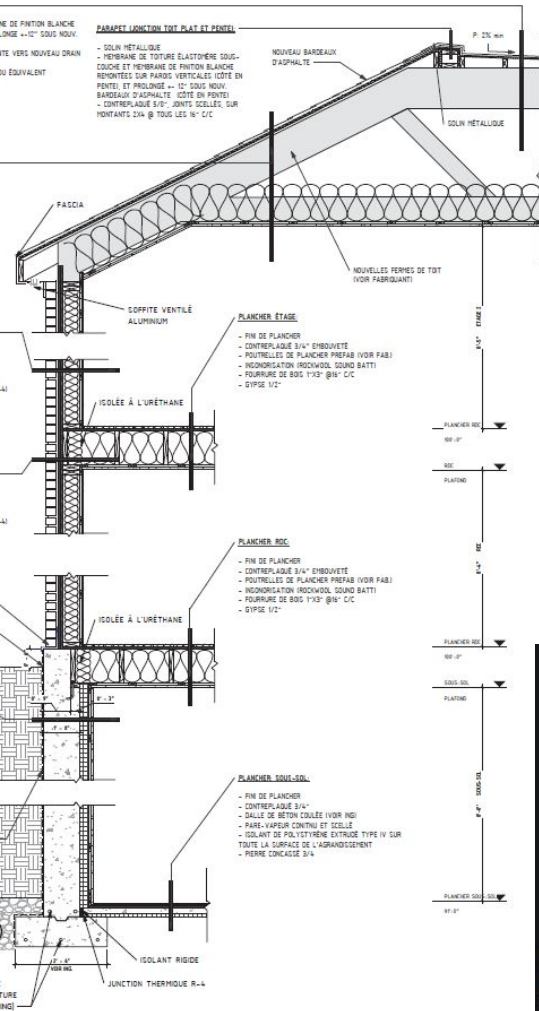 NE DE FINITION BLANCHE
LONGE +-12" SOUS NOUV.
NTE VERS NOUVEAU DRAIN
OU ÉQUIVALENT
PARAPET (JONCTION TOIT PLAT ET PENTE):
- SOLIN MÉTALLIQUE
- MEMBRANE DE TOITURE ÉLASTOMÈRE SOUS-
COUCHE ET MEMBRANE DE FINITION BLANCHE
REMONTÉES SUR PAROIS VERTICALES (CÔTÉ EN
PENTE), ET PROLONGÉ +- 12" SOUS NOUV.
BARDEAUX D'ASPHALTE (CÔTÉ EN PENTE)
- CONTREPLAQUÉ 5/8", JOINTS SCELLÉS, SUR
MONTANTS 2X4 @ TOUS LES 16" C/C
NOUVEAU BARDEAUX
D'ASPHALTE
P: 2% min
SOLIN MÉTALLIQUE
FASCIA
NOUVELLES FERMES DE TOIT
(VOIR FABRIQUANT)
SOFFITE VENTILÉ
ALUMINIUM
PLANCHER ÉTAGE:
- FINI DE PLANCHER
- CONTREPLAQUÉ 3/4" EMBOUVETÉ
- POUTRELLES DE PLANCHER PREFAB (VOIR FAB.)
- INSONORISATION (ROCKWOOL SOUND BATT)
- FOURRURE DE BOIS 1"X3" @16" C/C
- GYPSE 1/2"
ÉTAGE
ISOLÉE À L'URÉTHANE
PLANCHER RDC
100'-0"
RDC
PLAFOND
RDC
PLANCHER RDC:
- FINI DE PLANCHER
- CONTREPLAQUÉ 3/4" EMBOUVETÉ
- POUTRELLES DE PLANCHER PREFAB (VOIR FAB.)
- INSONORISATION (ROCKWOOL SOUND BATT)
- FOURRURE DE BOIS 1"X3" @16" C/C
- GYPSE 1/2"
ISOLÉE À L'URÉTHANE
PLANCHER RDC
100'-0"
SOUS-SOL
PLAFOND
0' - 3"
SOUS-SOL
PLANCHER SOUS-SOL:
- FINI DE PLANCHER
- CONTREPLAQUÉ 3/4"
- DALLE DE BÉTON COULÉE (VOIR ING)
- PARE-VAPEUR CONTINU ET SCELLÉ
- ISOLANT DE POLYSTYRÈNE EXTRUDÉ TYPE IV SUR
TOUTE LA SURFACE DE L'AGRANDISSEMENT
- PIERRE CONCASSÉ 3/4
PLANCHER SOUS-SOL
ISOLANT RIGIDE
VOIR ING.
JUNCTION THERMIQUE R-4
TURE
ING)